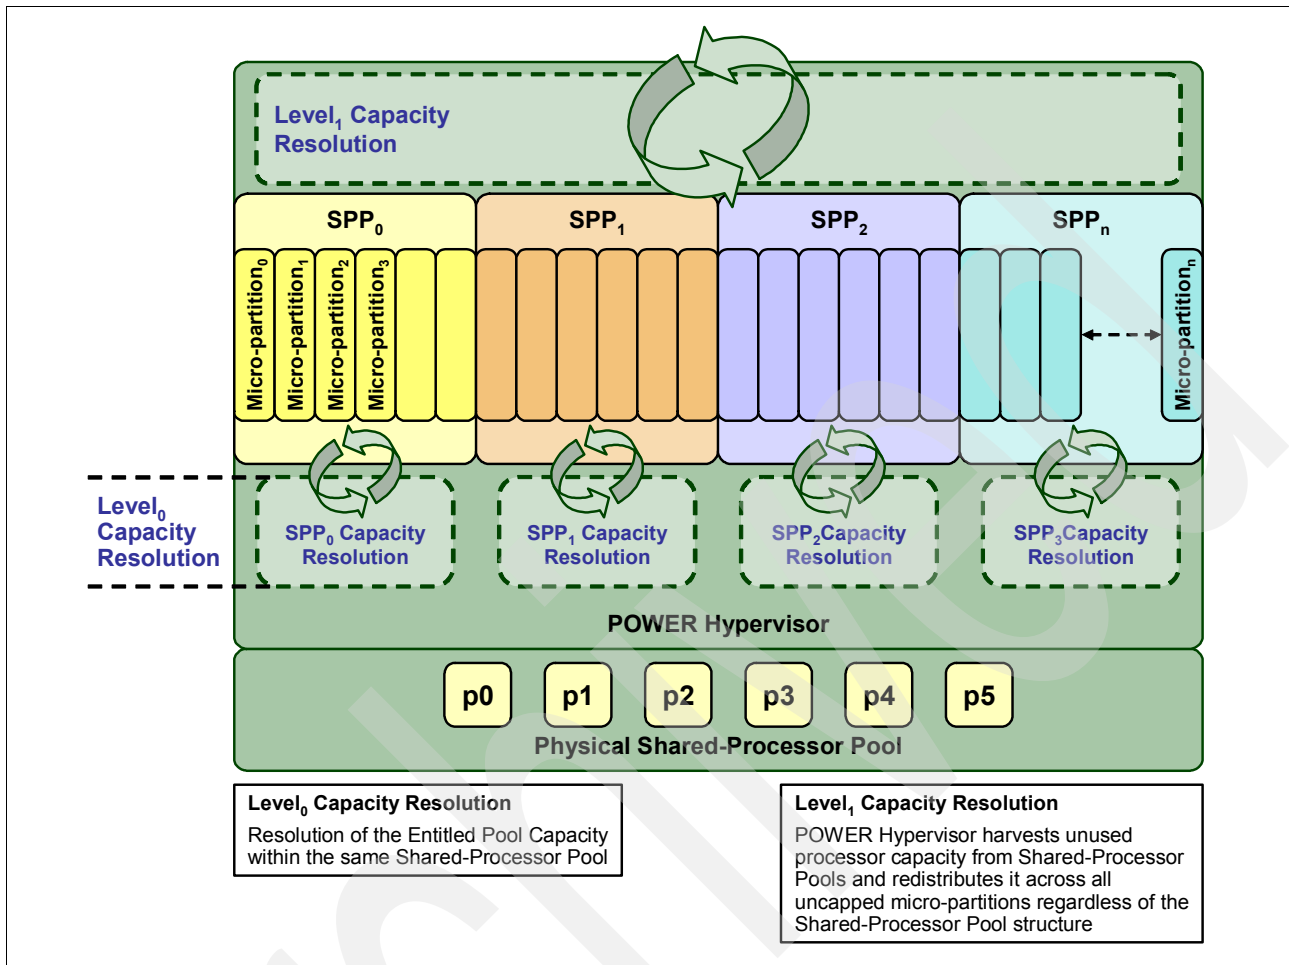 Level1 Capacity
Resolution
SPP0
SPP1
SPP2
SPPn
Micro-partition0
Micro-partition1
Micro-partition2
Micro-partition3
Micro-partitionn
Level0
Capacity
Resolution
SPP0 Capacity
Resolution
SPP1 Capacity
Resolution
SPP2Capacity
Resolution
SPP3Capacity
Resolution
POWER Hypervisor
p0
p1
p2
p3
p4
p5
Physical Shared-Processor Pool
Level0 Capacity Resolution
Resolution of the Entitled Pool Capacity
within the same Shared-Processor Pool
Level1 Capacity Resolution
POWER Hypervisor harvests unused
processor capacity from Shared-Processor
Pools and redistributes it across all
uncapped micro-partitions regardless of the
Shared-Processor Pool structure